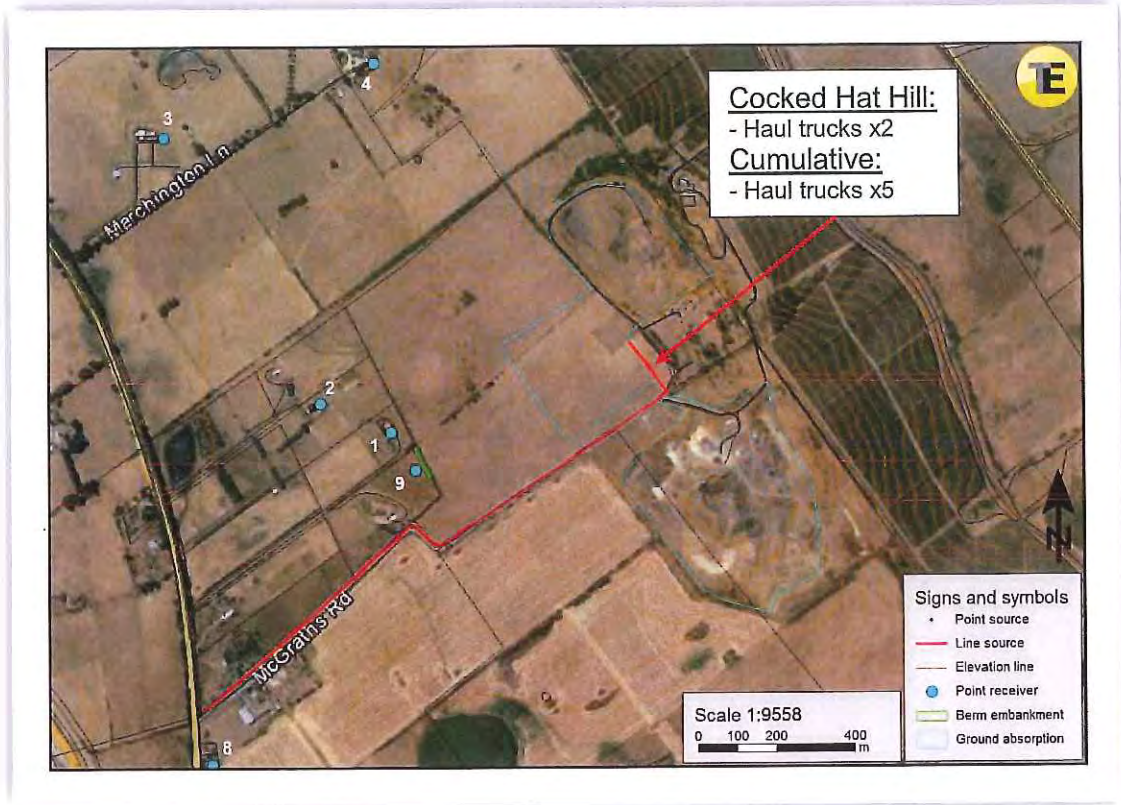 TE
Cocked Hat Hill:
- Haul trucks x2
Cumulative:
- Haul trucks x5
4
3
Marchington Ln
2
1
9
McGraths Rd
8
N
Signs and symbols
Point source
Line source
Elevation line
Point receiver
Berm embankment
Ground absorption
Scale 1:9558
0 100 200 400
m